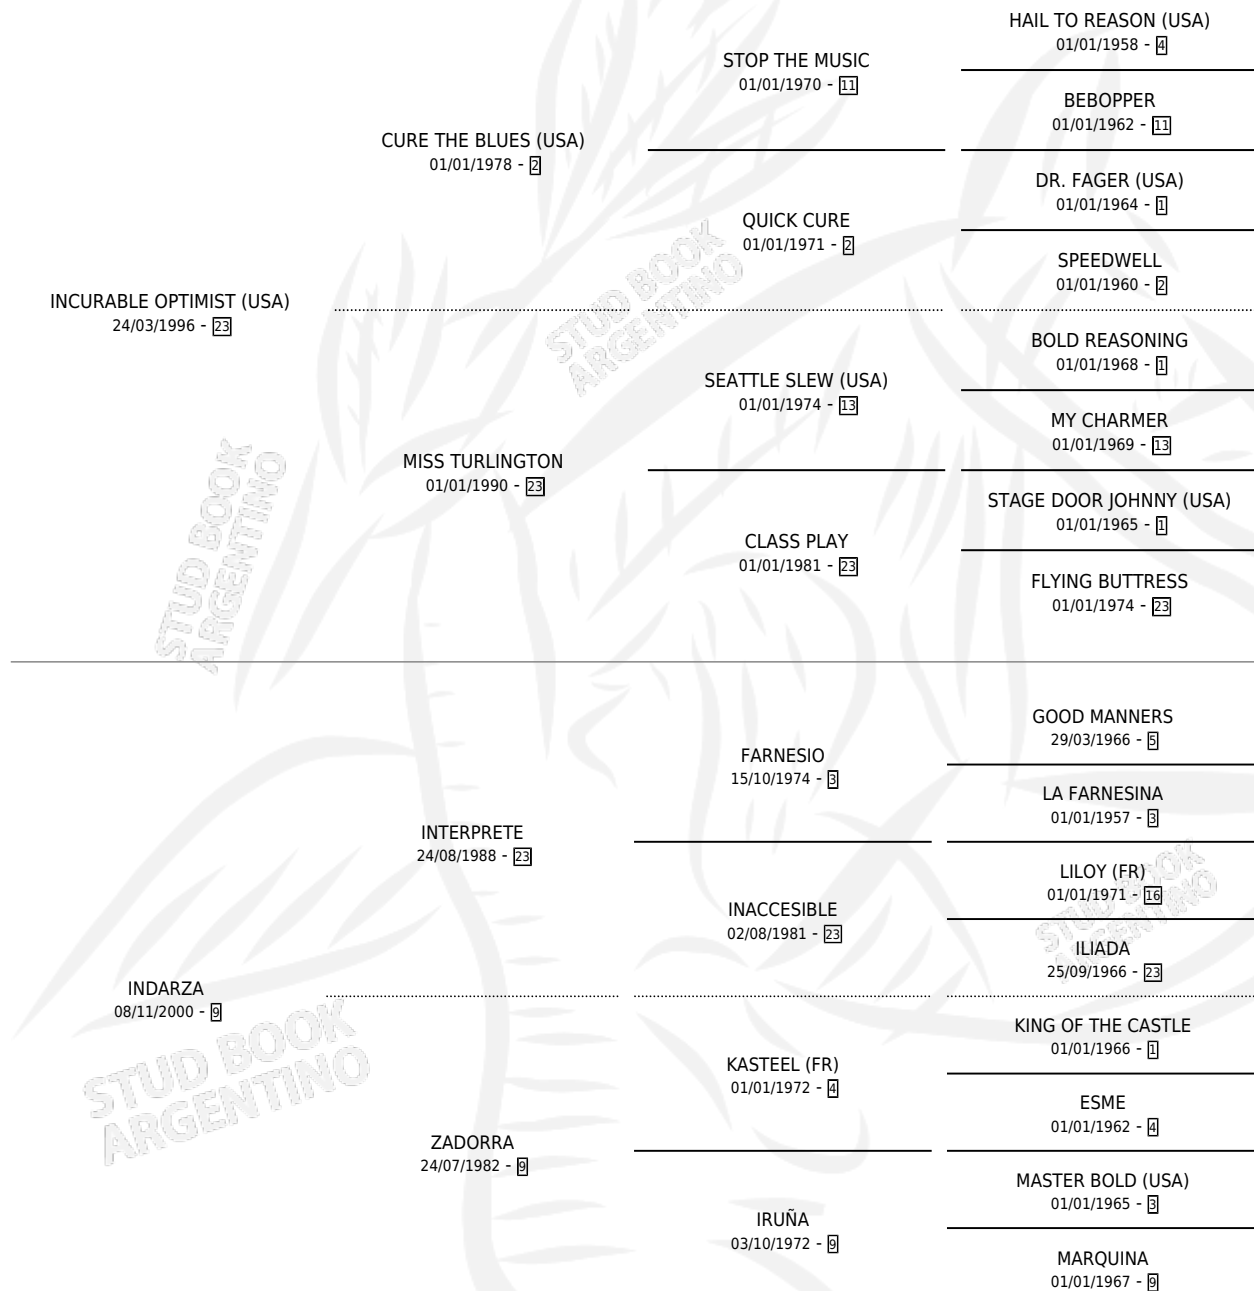 HAIL TO REASON (USA)
01/01/1958 - 4
STOP THE MUSIC
01/01/1970 - 11
BEBOPPER
01/01/1962 - 11
CURE THE BLUES (USA)
01/01/1978 - 2
DR. FAGER (USA)
01/01/1964 - 1
QUICK CURE
01/01/1971 - 2
SPEEDWELL
01/01/1960 - 2
INCURABLE OPTIMIST (USA)
24/03/1996 - 23
BOLD REASONING
01/01/1968 - 1
SEATTLE SLEW (USA)
01/01/1974 - 13
MY CHARMER
01/01/1969 - 13
MISS TURLINGTON
01/01/1990 - 23
STAGE DOOR JOHNNY (USA)
01/01/1965 - 1
CLASS PLAY
01/01/1981 - 23
FLYING BUTTRESS
01/01/1974 - 23
GOOD MANNERS
29/03/1966 - 5
FARNESIO
15/10/1974 - 3
LA FARNESINA
01/01/1957 - 3
INTERPRETE
24/08/1988 - 23
LILOY (FR)
01/01/1971 - 16
INACCESIBLE
02/08/1981 - 23
ILIADA
25/09/1966 - 23
INDARZA
08/11/2000 - 9
KING OF THE CASTLE
01/01/1966 - 1
KASTEEL (FR)
01/01/1972 - 4
ESME
01/01/1962 - 4
ZADORRA
24/07/1982 - 9
MASTER BOLD (USA)
01/01/1965 - 3
IRUÑA
03/10/1972 - 9
MARQUINA
01/01/1967 - 9
STUD BOOK
ARGENTINO
STUD BOOK
ARGENTINO
STUD BOOK
ARGENTINO
STUD BOOK
ARGENTINO